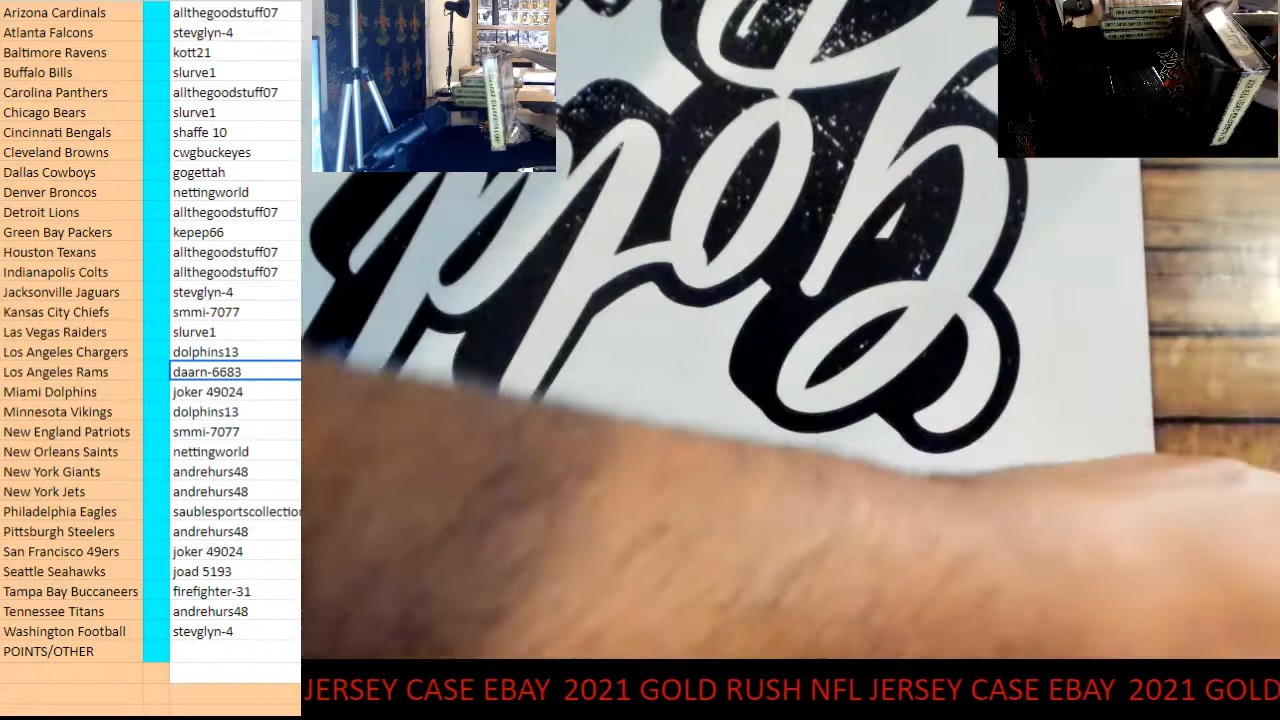 Arizona Cardinals allthegoodstuff07
Atlanta Falcons stevglyn-4
Baltimore Ravens kott21
Buffalo Bills slurve1
Carolina Panthers allthegoodstuff07
Chicago Bears slurve1
Cincinnati Bengals shaffe 10
Cleveland Browns cwgbuckeyes
Dallas Cowboys gogettah
Denver Broncos nettingworld
Detroit Lions allthegoodstuff07
Green Bay Packers kepep66
Houston Texans allthegoodstuff07
Indianapolis Colts allthegoodstuff07
Jacksonville Jaguars stevglyn-4
Kansas City Chiefs smmi-7077
Las Vegas Raiders slurve1
Los Angeles Chargers dolphins13
Los Angeles Rams daarn-6683
Miami Dolphins joker 49024
Minnesota Vikings dolphins13
New England Patriots smmi-7077
New Orleans Saints nettingworld
New York Giants andrehurs48
New York Jets andrehurs48
Philadelphia Eagles saublesportscollection
Pittsburgh Steelers andrehurs48
San Francisco 49ers joker 49024
Seattle Seahawks joad 5193
Tampa Bay Buccaneers firefighter-31
Tennessee Titans andrehurs48
Washington Football stevglyn-4
POINTS/OTHER
JERSEY CASE EBAY 2021 GOLD RUSH NFL JERSEY CASE EBAY 2021 GOLD